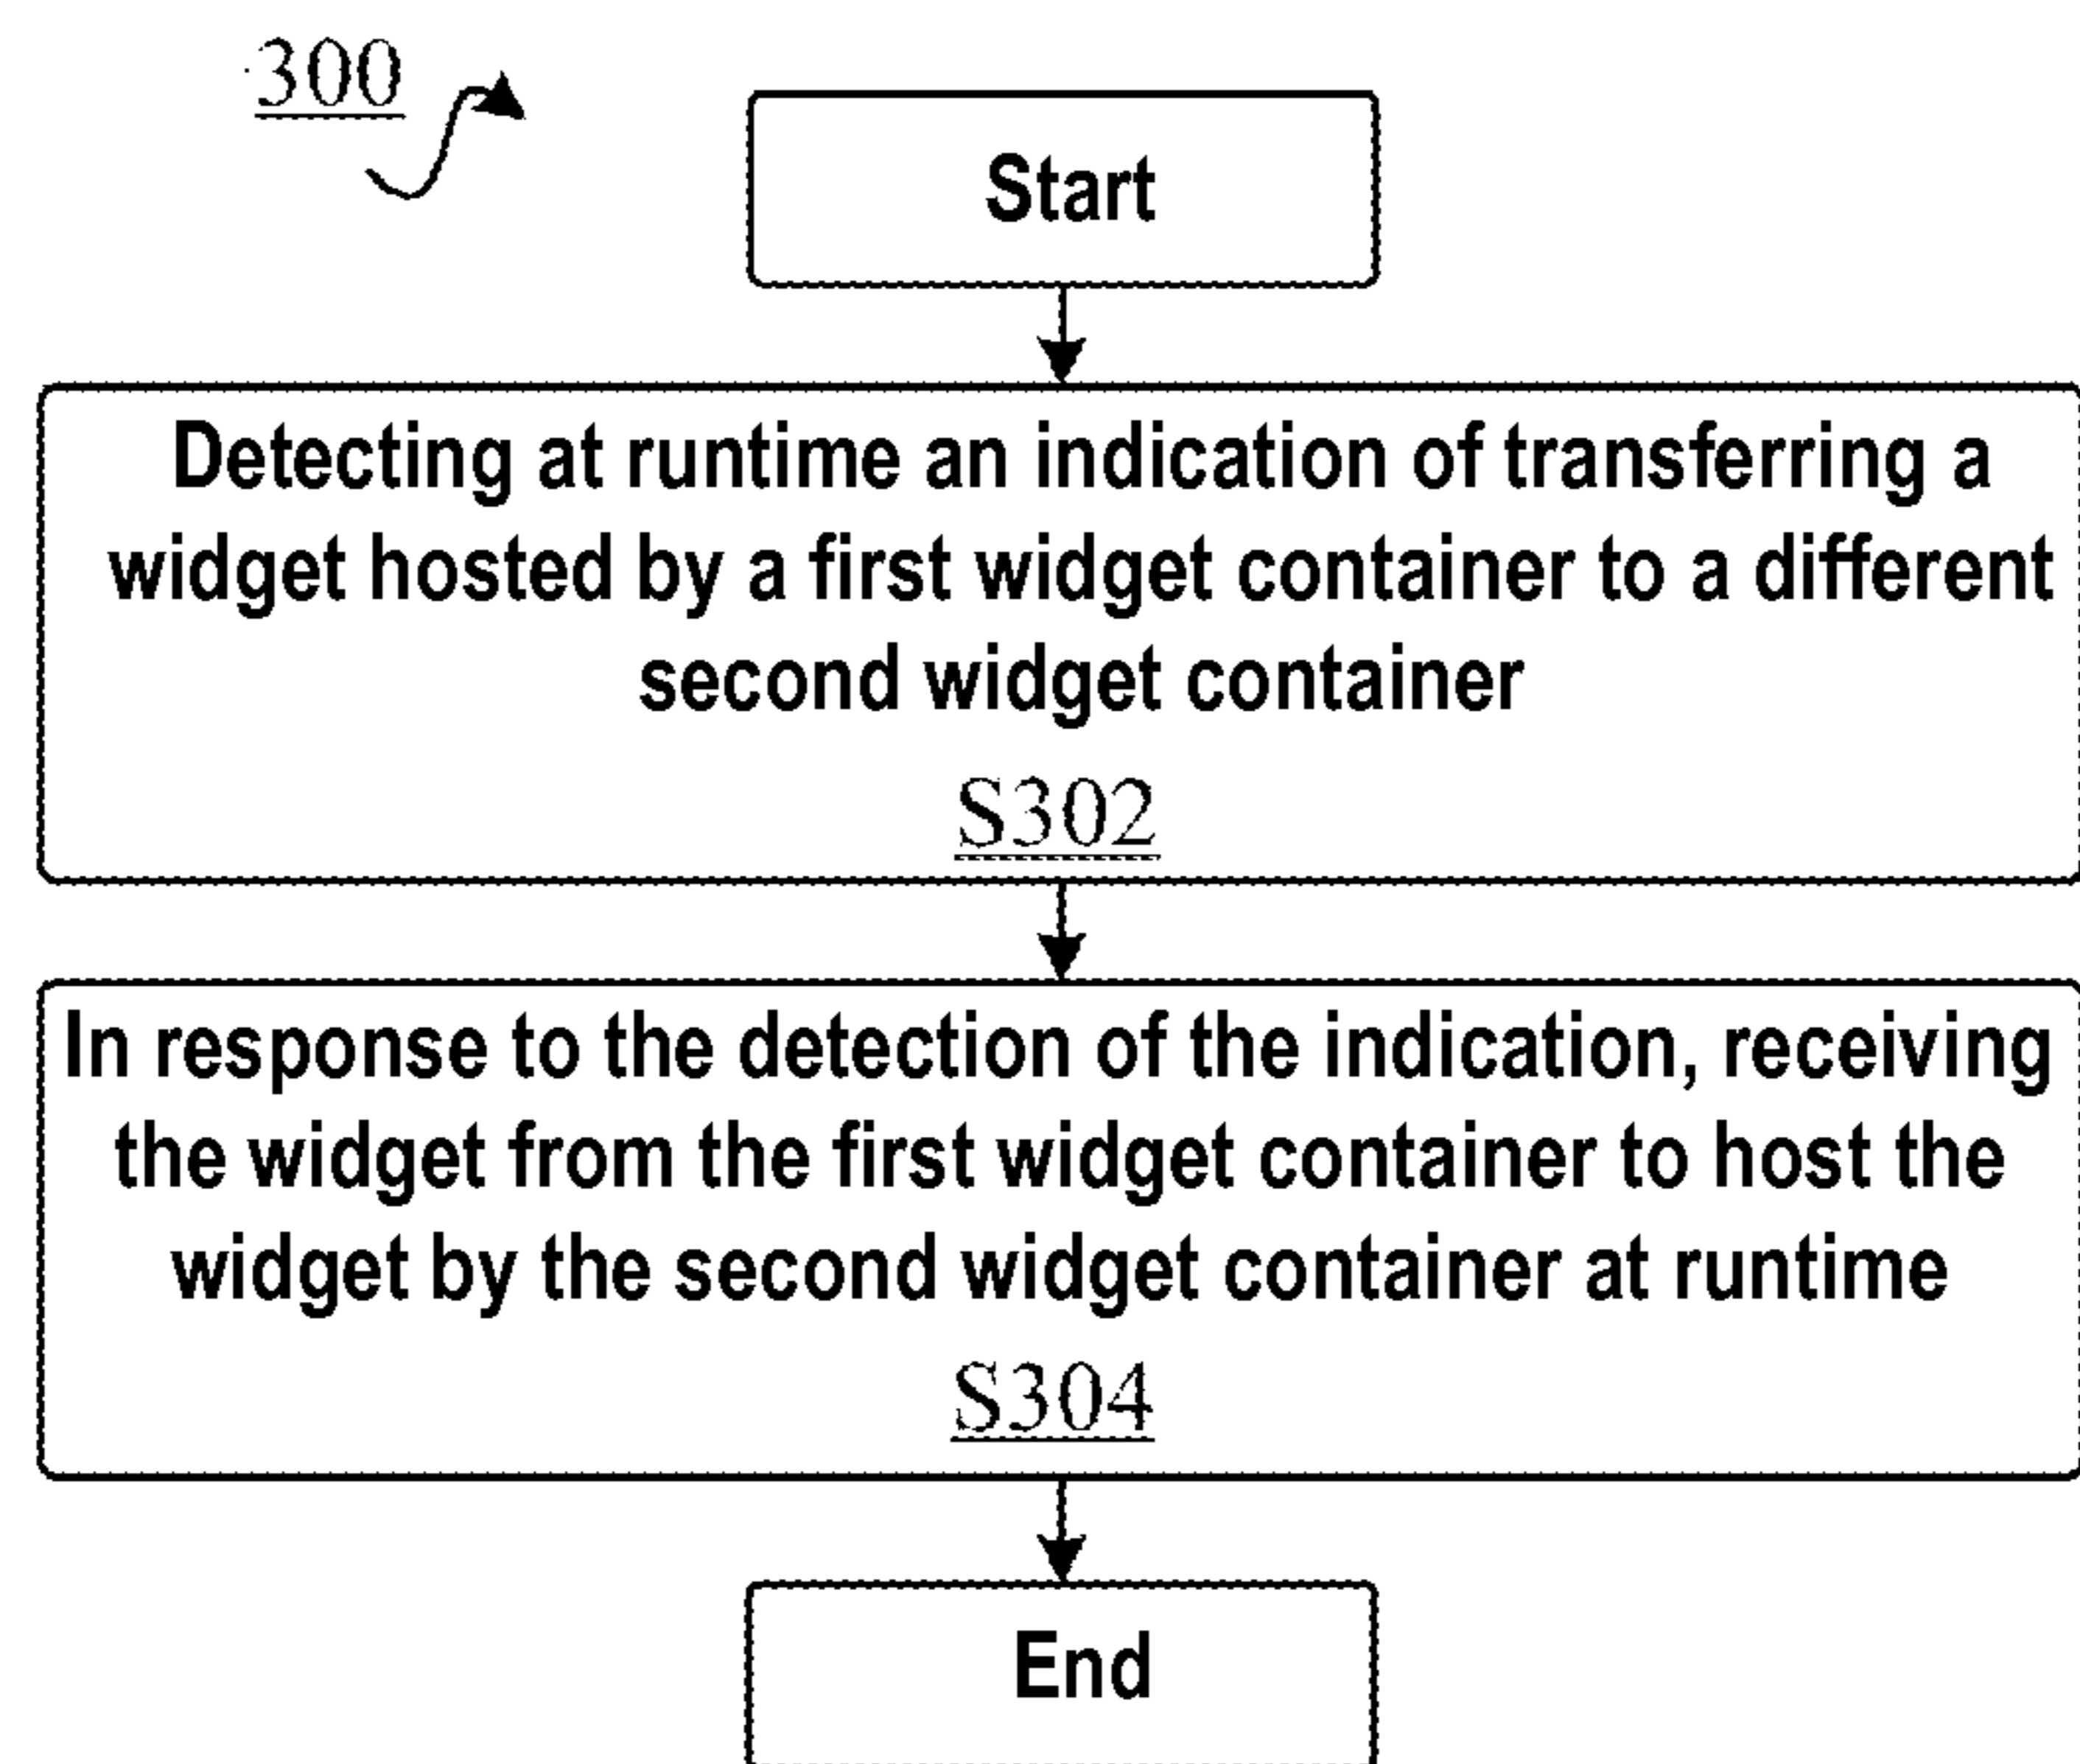 300
Start
Detecting at runtime an indication of transferring a
widget hosted by a first widget container to a different
second widget container
S302
In response to the detection of the indication, receiving
the widget from the first widget container to host the
widget by the second widget container at runtime
S304
End